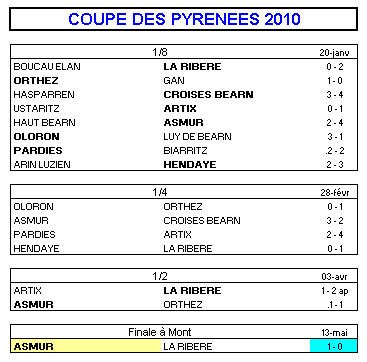 COUPE DES PYRENEES 2010
1/8 20-janv
BOUCAU ELAN LA RIBERE 0 - 2
ORTHEZ GAN 1 - 0
HASPARREN CROISES BEARN 3 - 4
USTARITZ ARTIX 0 - 1
HAUT BEARN ASMUR 2 - 4
OLORON LUY DE BEARN 3 - 1
PARDIES BIARRITZ .2 - 2
ARIN LUZIEN HENDAYE 2 - 3
1/4 28-févr
OLORON ORTHEZ 0 - 1
ASMUR CROISES BEARN 3 - 2
PARDIES ARTIX 2 - 4
HENDAYE LA RIBERE 0 - 1
1/2 03-avr
ARTIX LA RIBERE 1 - 2 ap
ASMUR ORTHEZ .1 - 1
Finale à Mont 13-mai
ASMUR LA RIBERE 1 - 0